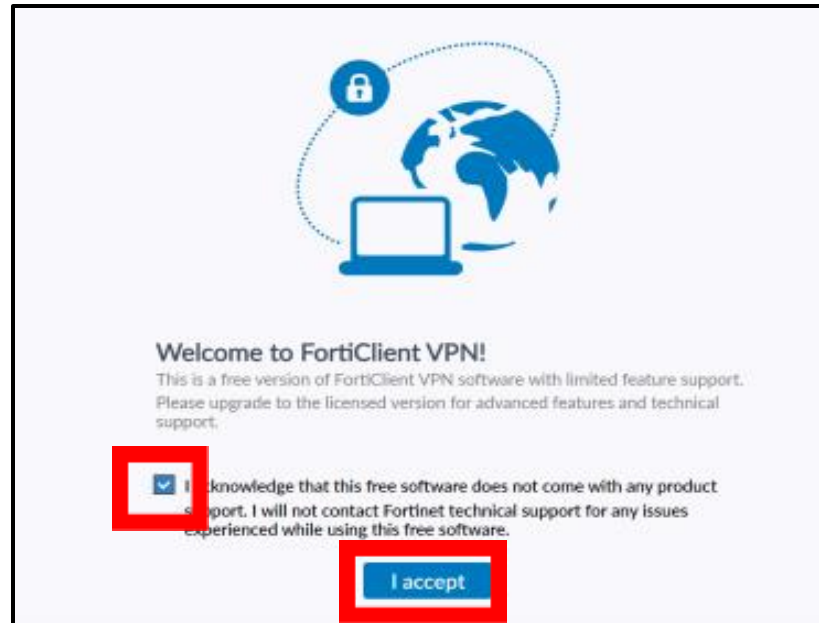 Welcome to FortiClient VPN!
This is a free version of FortiClient VPN software with limited feature support.
Please upgrade to the licensed version for advanced features and technical
support.
I acknowledge that this free software does not come with any product
support. I will not contact Fortinet technical support for any issues
experienced while using this free software.
I accept